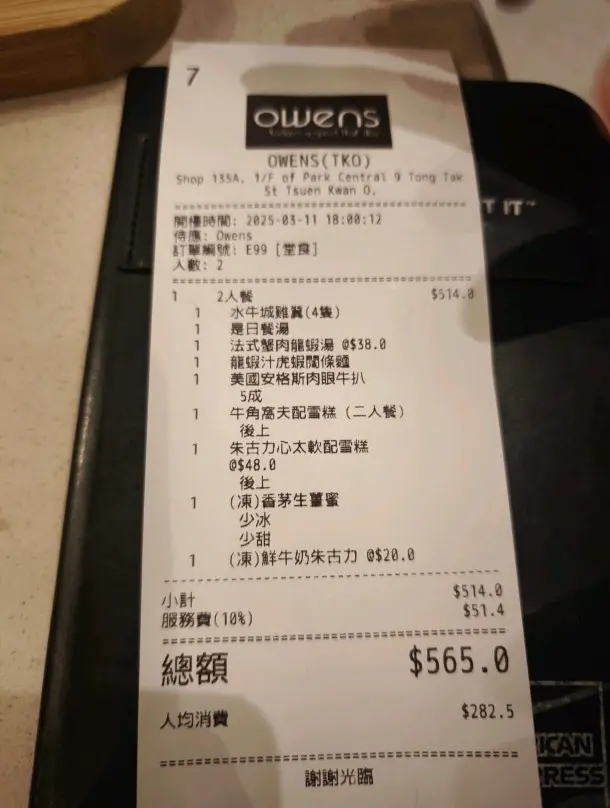 7
owens
OWENS(TKO)
Shop 135A, 1/F of Park Central 9 Tong Tak
St Tsuen Kwan O,
開檯時間: 2025-03-11 18:00:12
侍應: Owens
訂單編號: E99 [堂食]
人數: 2
1 2人餐 $514.0
1 水牛城雞翼(4隻)
1 是日餐湯
1 法式蟹肉龍蝦湯 @$38.0
1 龍蝦汁虎蝦闊條麵
1 美國安格斯肉眼牛扒
5成
1 牛角窩夫配雪糕 (二人餐)
後上
1 朱古力心太軟配雪糕
@$48.0
後上
1 (凍)香茅生薑蜜
少冰
少甜
1 (凍)鮮牛奶朱古力 @$20.0
小計 $514.0
服務費(10%) $51.4
總額 $565.0
人均消費 $282.5
謝謝光臨
T IT™
ICAN
PRESS